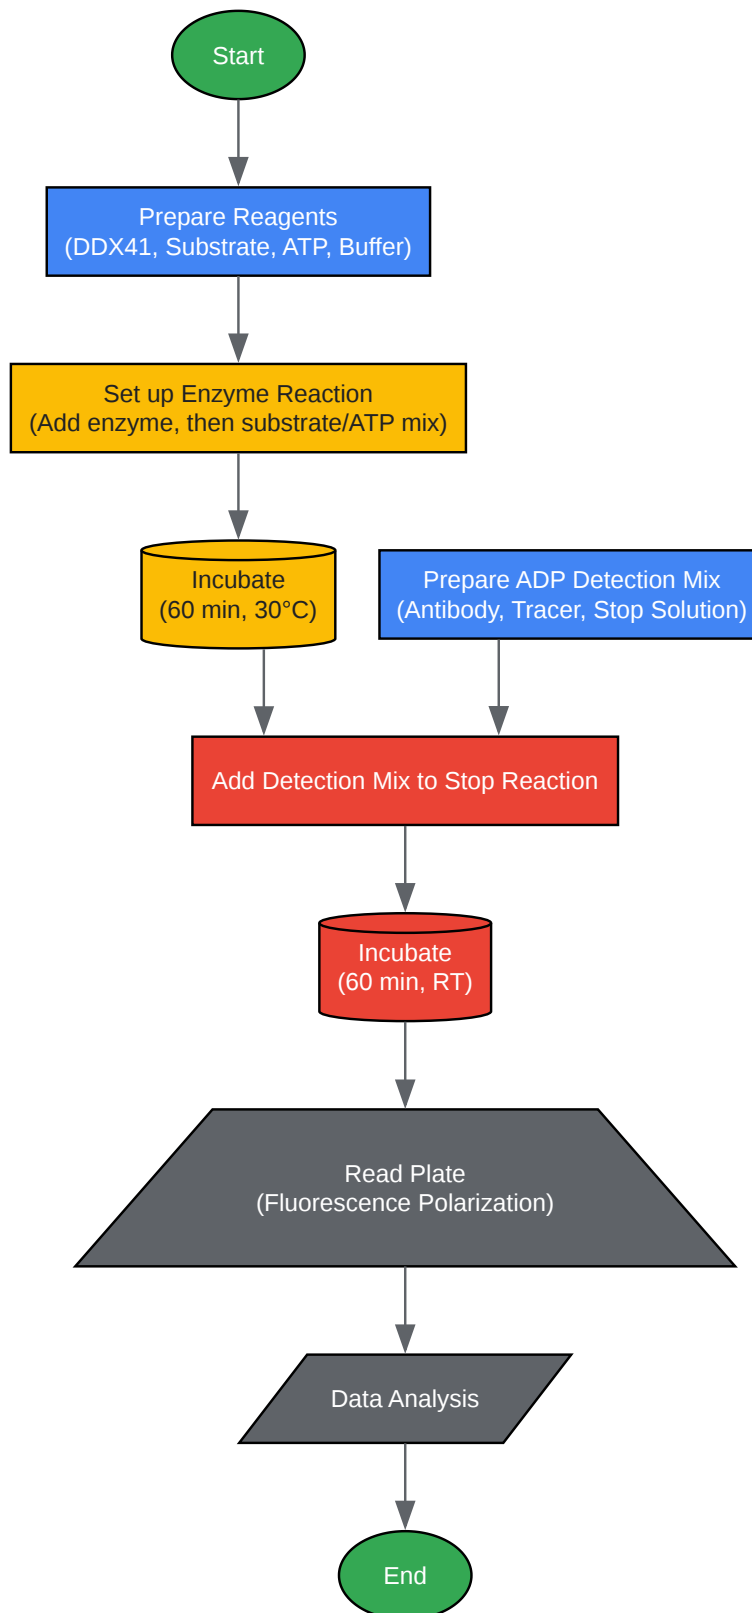 Start
Prepare Reagents
(DDX41, Substrate, ATP, Buffer)
Set up Enzyme Reaction
(Add enzyme, then substrate/ATP mix)
Incubate
(60 min, 30°C)
Prepare ADP Detection Mix
(Antibody, Tracer, Stop Solution)
Add Detection Mix to Stop Reaction
Incubate
(60 min, RT)
Read Plate
(Fluorescence Polarization)
Data Analysis
End